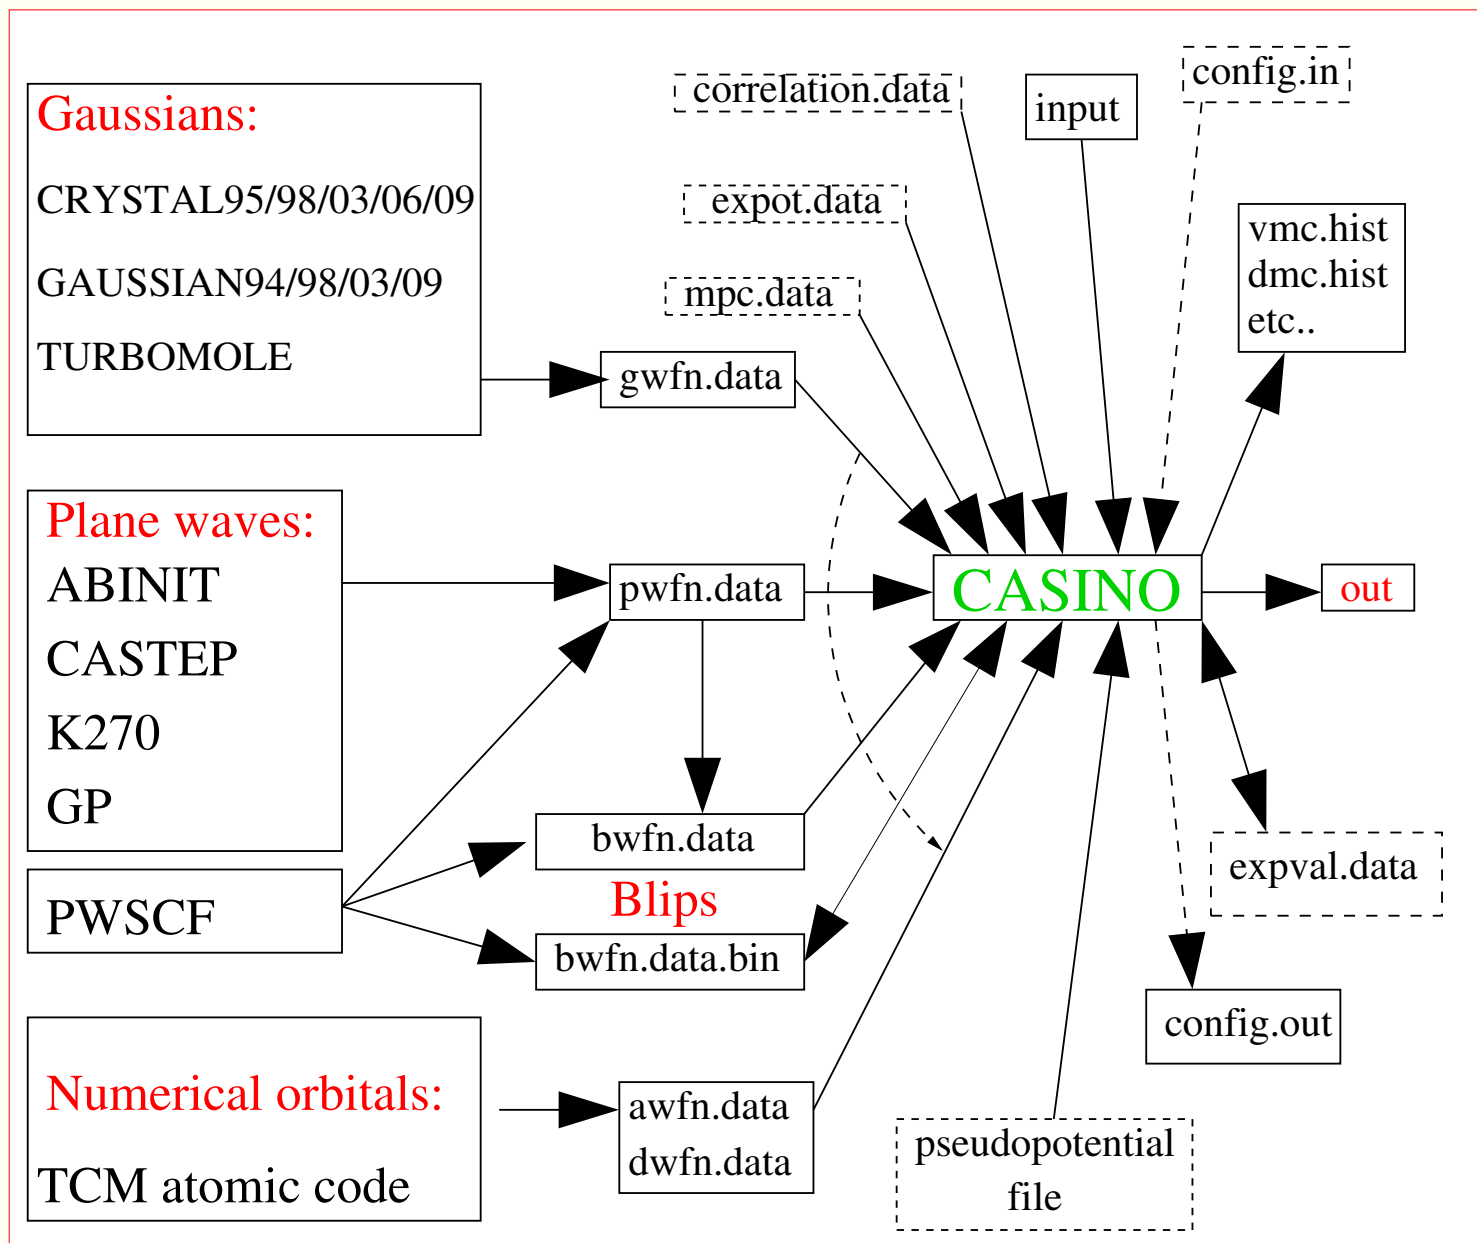 Gaussians:
CRYSTAL95/98/03/06/09
GAUSSIAN94/98/03/09
TURBOMOLE
correlation.data
expot.data
mpc.data
gwfn.data
input
config.in
vmc.hist
dmc.hist
etc..
Plane waves:
ABINIT
CASTEP
K270
GP
PWSCF
pwfn.data
CASINO
out
bwfn.data
Blips
bwfn.data.bin
expval.data
config.out
Numerical orbitals:
TCM atomic code
awfn.data
dwfn.data
pseudopotential
file